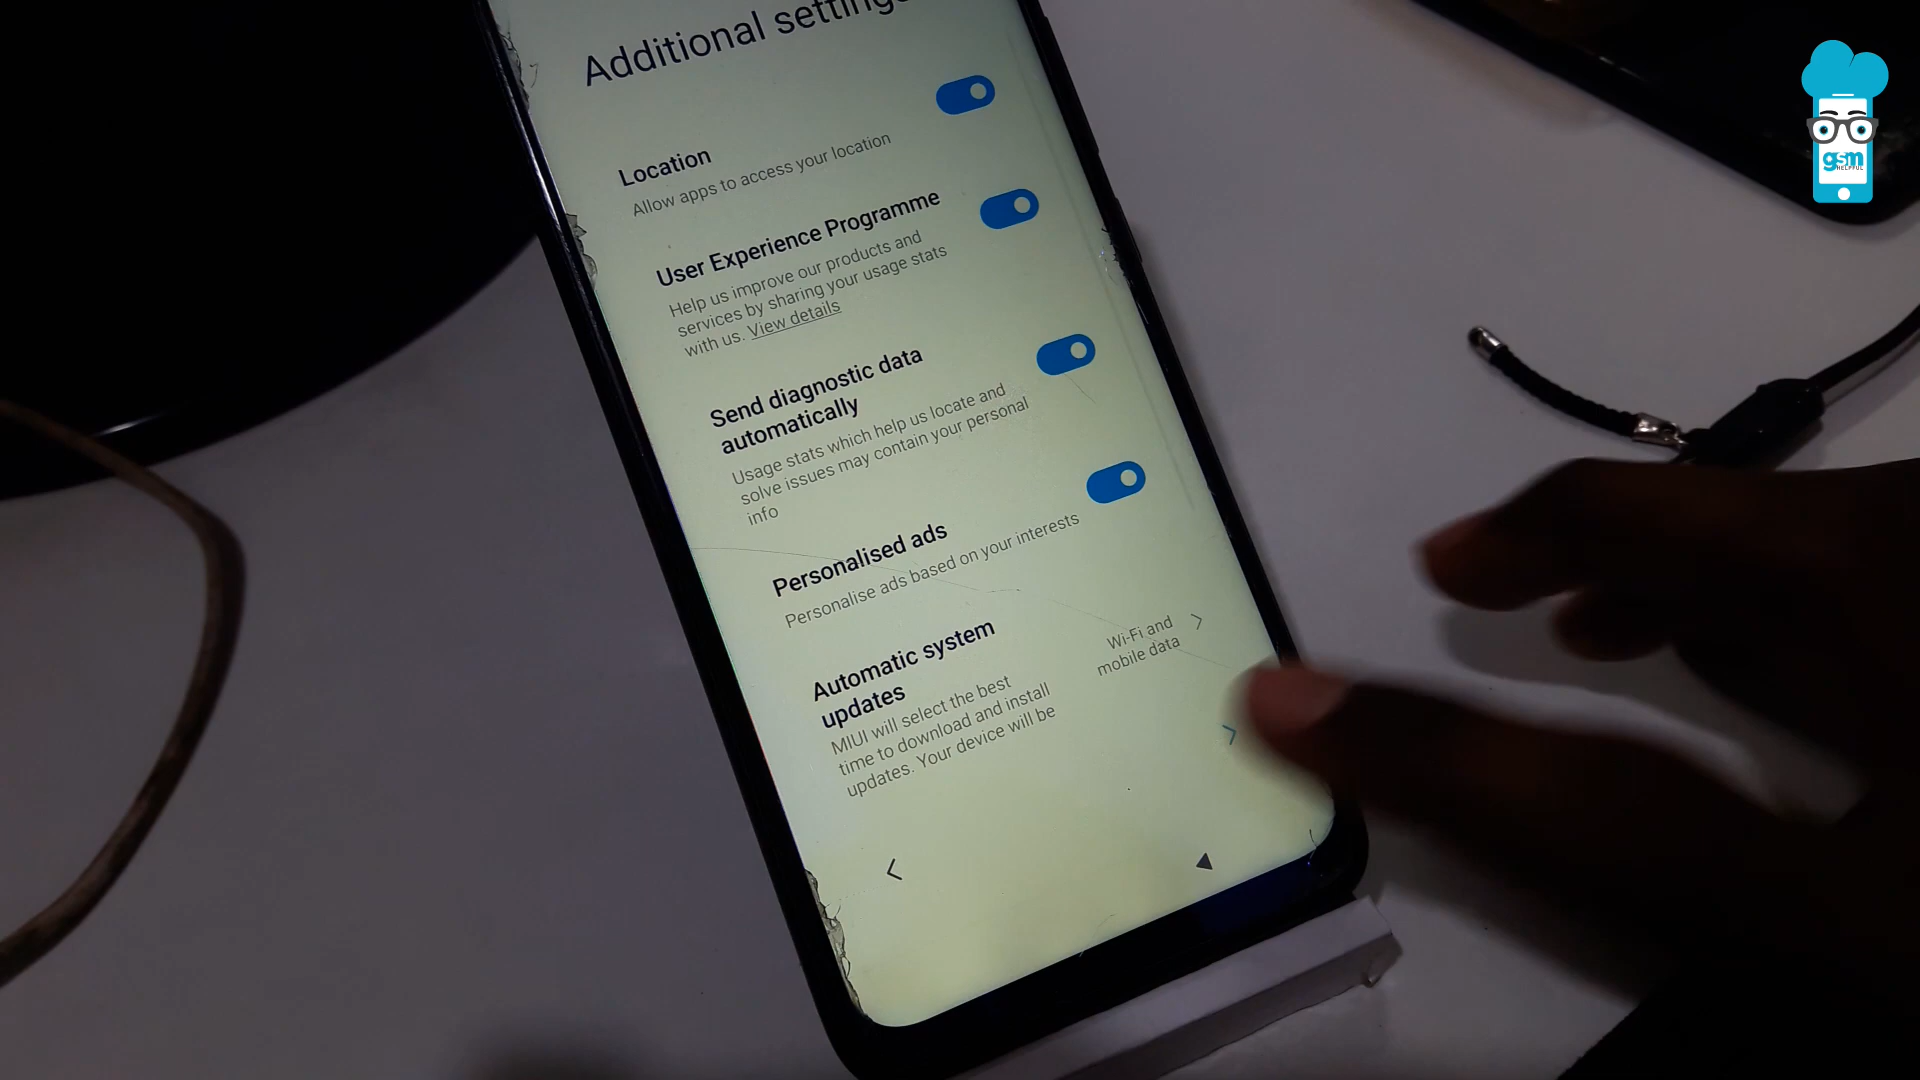 Additional settings
Location
Allow apps to access your location
User Experience Programme
Help us improve our products and
services by sharing your usage stats
with us. View details
Send diagnostic data
automatically
Usage stats which help us locate and
solve issues may contain your personal
info
Personalised ads
Personalise ads based on your interests
Automatic system
updates
MIUI will select the best
time to download and install
updates. Your device will be
Wi-Fi and
mobile data
gsm
HELPFUL